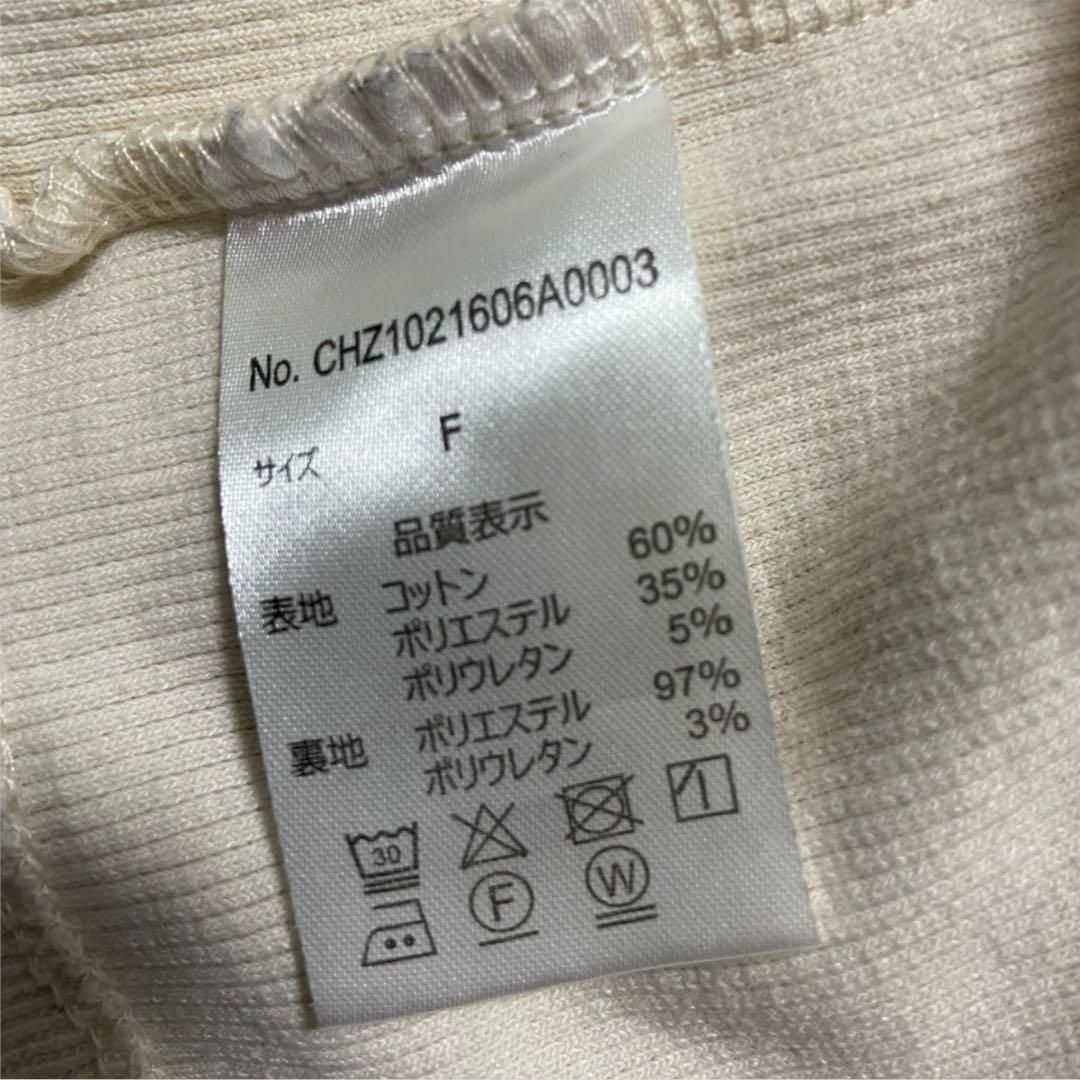 No. CHZ1021606A0003
サイズ F
品質表示
表地 コットン 60%
ポリエステル 35%
ポリウレタン 5%
裏地 ポリエステル 97%
ポリウレタン 3%
30
F W